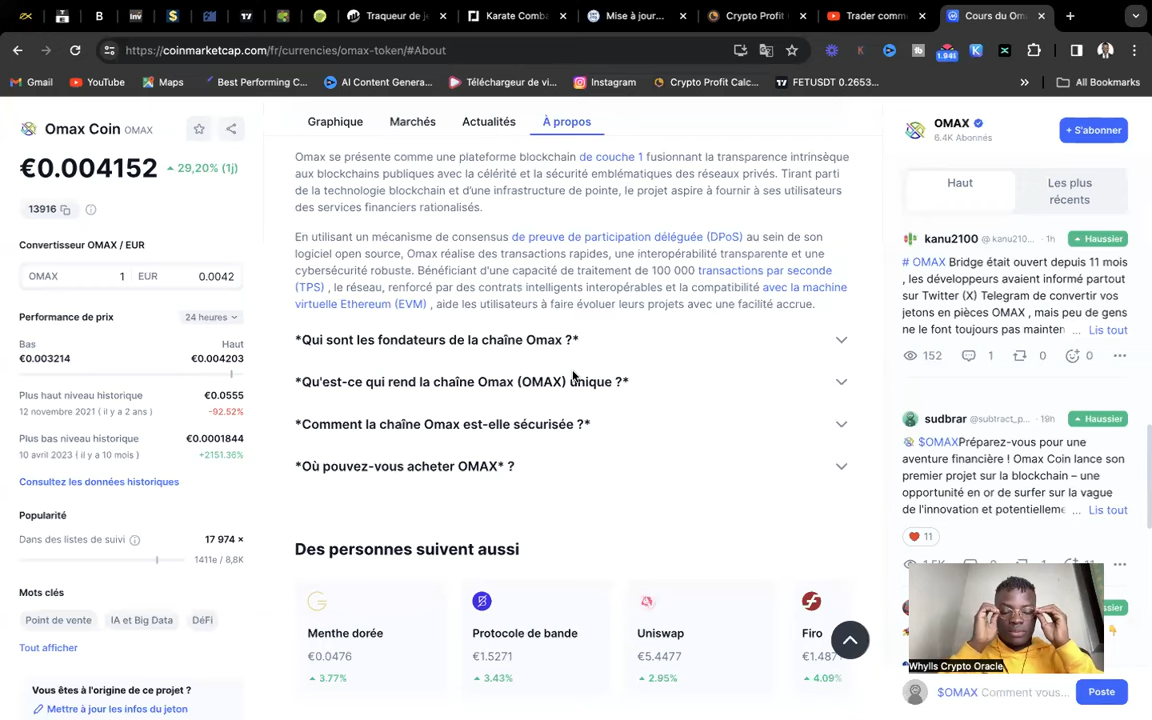 B
inv
Traqueur de je
Karate Comba
Mise à jour...
Crypto Profit
Trader comm
Cours du Om
https://coinmarketcap.com/fr/currencies/omax-token/#About
1.941
Gmail
YouTube
Maps
Best Performing C...
AI Content Genera...
Téléchargeur de vi...
Instagram
Crypto Profit Calc...
FETUSDT 0.2653...
»
All Bookmarks
Omax Coin OMAX
€0.004152
29,20% (1j)
13916
Convertisseur OMAX / EUR
OMAX 1 EUR 0.0042
Performance de prix
24 heures
Bas Haut
€0.003214 €0.004203
Plus haut niveau historique €0.0555
12 novembre 2021 ( il y a 2 ans ) -92.52%
Plus bas niveau historique €0.0001844
10 avril 2023 ( il y a 10 mois ) +2151.36%
Consultez les données historiques
Popularité
Dans des listes de suivi 17 974 ×
1411e / 8,8K
Mots clés
Point de vente
IA et Big Data
DéFi
Tout afficher
Vous êtes à l'origine de ce projet ?
Mettre à jour les infos du jeton
Graphique
Marchés
Actualités
À propos
Omax se présente comme une plateforme blockchain de couche 1 fusionnant la transparence intrinsèque
aux blockchains publiques avec la célérité et la sécurité emblématiques des réseaux privés. Tirant parti
de la technologie blockchain et d'une infrastructure de pointe, le projet aspire à fournir à ses utilisateurs
des services financiers rationalisés.
En utilisant un mécanisme de consensus de preuve de participation déléguée (DPoS) au sein de son
logiciel open source, Omax réalise des transactions rapides, une interopérabilité transparente et une
cybersécurité robuste. Bénéficiant d'une capacité de traitement de 100 000 transactions par seconde
(TPS) , le réseau, renforcé par des contrats intelligents interopérables et la compatibilité avec la machine
virtuelle Ethereum (EVM) , aide les utilisateurs à faire évoluer leurs projets avec une facilité accrue.
*Qui sont les fondateurs de la chaîne Omax ?*
*Qu'est-ce qui rend la chaîne Omax (OMAX) unique ?*
*Comment la chaîne Omax est-elle sécurisée ?*
*Où pouvez-vous acheter OMAX* ?
Des personnes suivent aussi
Menthe dorée
€0.0476
3.77%
Protocole de bande
€1.5271
3.43%
Uniswap
€5.4477
2.95%
Firo
€1.487
4.09%
OMAX
6.4K Abonnés
+ S'abonner
Haut
Les plus
récents
kanu2100 @ kanu210... · 1h
Haussier
# OMAX Bridge était ouvert depuis 11 mois
, les développeurs avaient informé partout
sur Twitter (X) Telegram de convertir vos
jetons en pièces OMAX , mais peu de gens
ne le font toujours pas mainten ... Lis tout
152 1 0 0
sudbrar @subtract_p... · 19h
Haussier
$OMAXPréparez-vous pour une
aventure financière ! Omax Coin lance son
premier projet sur la blockchain – une
opportunité en or de surfer sur la vague
de l'innovation et potentielleme ... Lis tout
11
ssier
Whylls Crypto Oracle
$OMAX Comment vous...
Poste